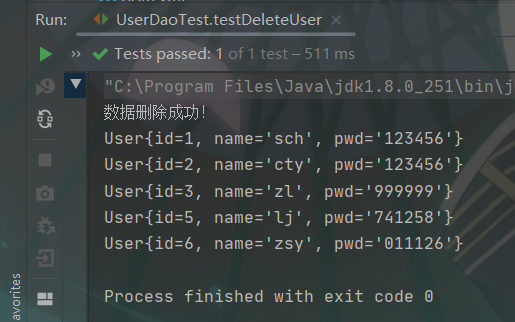 Run: UserDaoTest.testDeleteUser ×
» Tests passed: 1 of 1 test – 511 ms
"C:\Program Files\Java\jdk1.8.0_251\bin\j
数据删除成功!
User{id=1, name='sch', pwd='123456'}
User{id=2, name='cty', pwd='123456'}
User{id=3, name='zl', pwd='999999'}
User{id=5, name='lj', pwd='741258'}
User{id=6, name='zsy', pwd='011126'}
Process finished with exit code 0
avorites